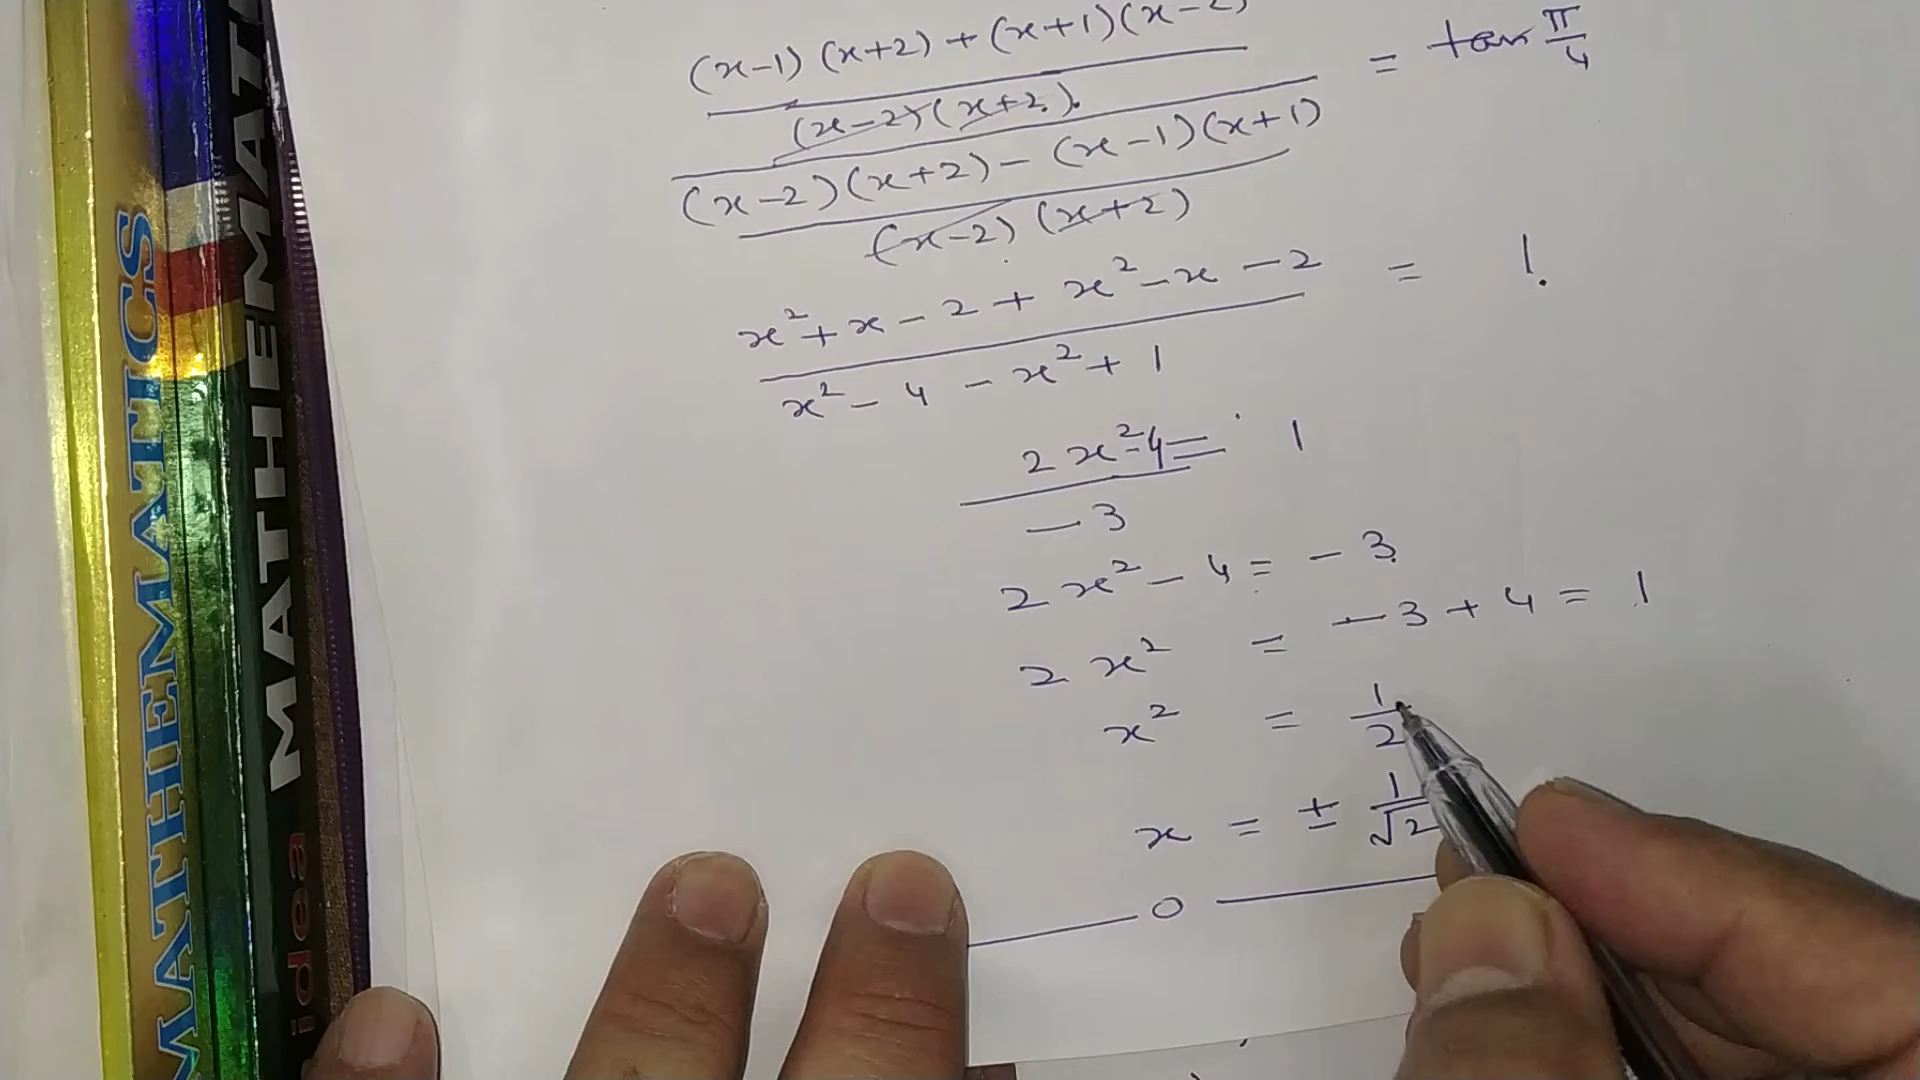 (x-1)(x+2)+(x+1)(x-2)
(x-2)(x+2).
= tan π/4
(x-2)(x+2)-(x-1)(x+1)
(x-2)(x+2)
x²+x-2+x²-x-2 = 1.
x²-4-x²+1
2x²-4= 1
-3
2x²-4= -3
2x² = -3+4= 1
x² = 1/2
x = ± 1/√2
MATHEMATICS
MATHEMAT
idea